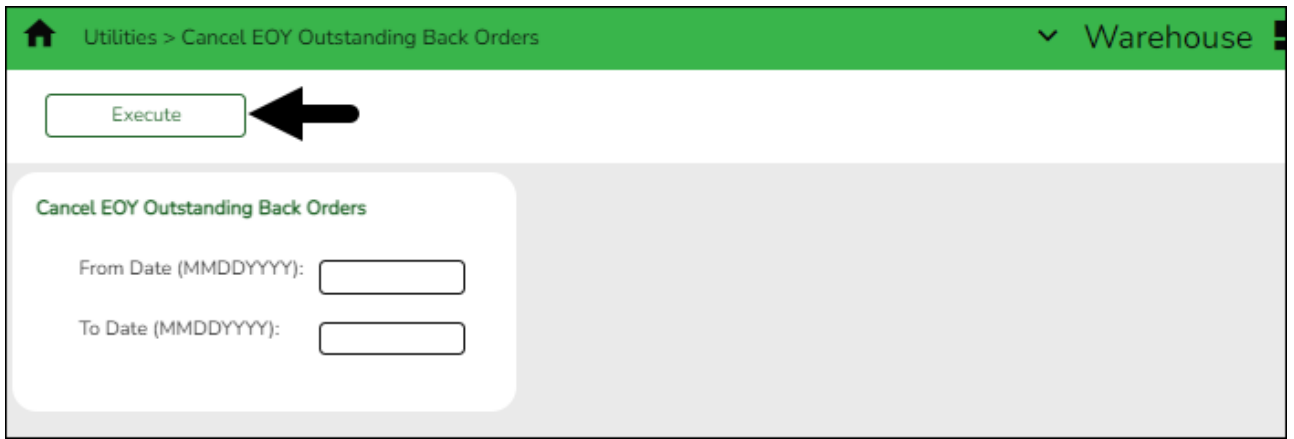 Utilities > Cancel EOY Outstanding Back Orders
Warehouse
Execute
Cancel EOY Outstanding Back Orders
From Date (MMDDYYYY):
To Date (MMDDYYYY):